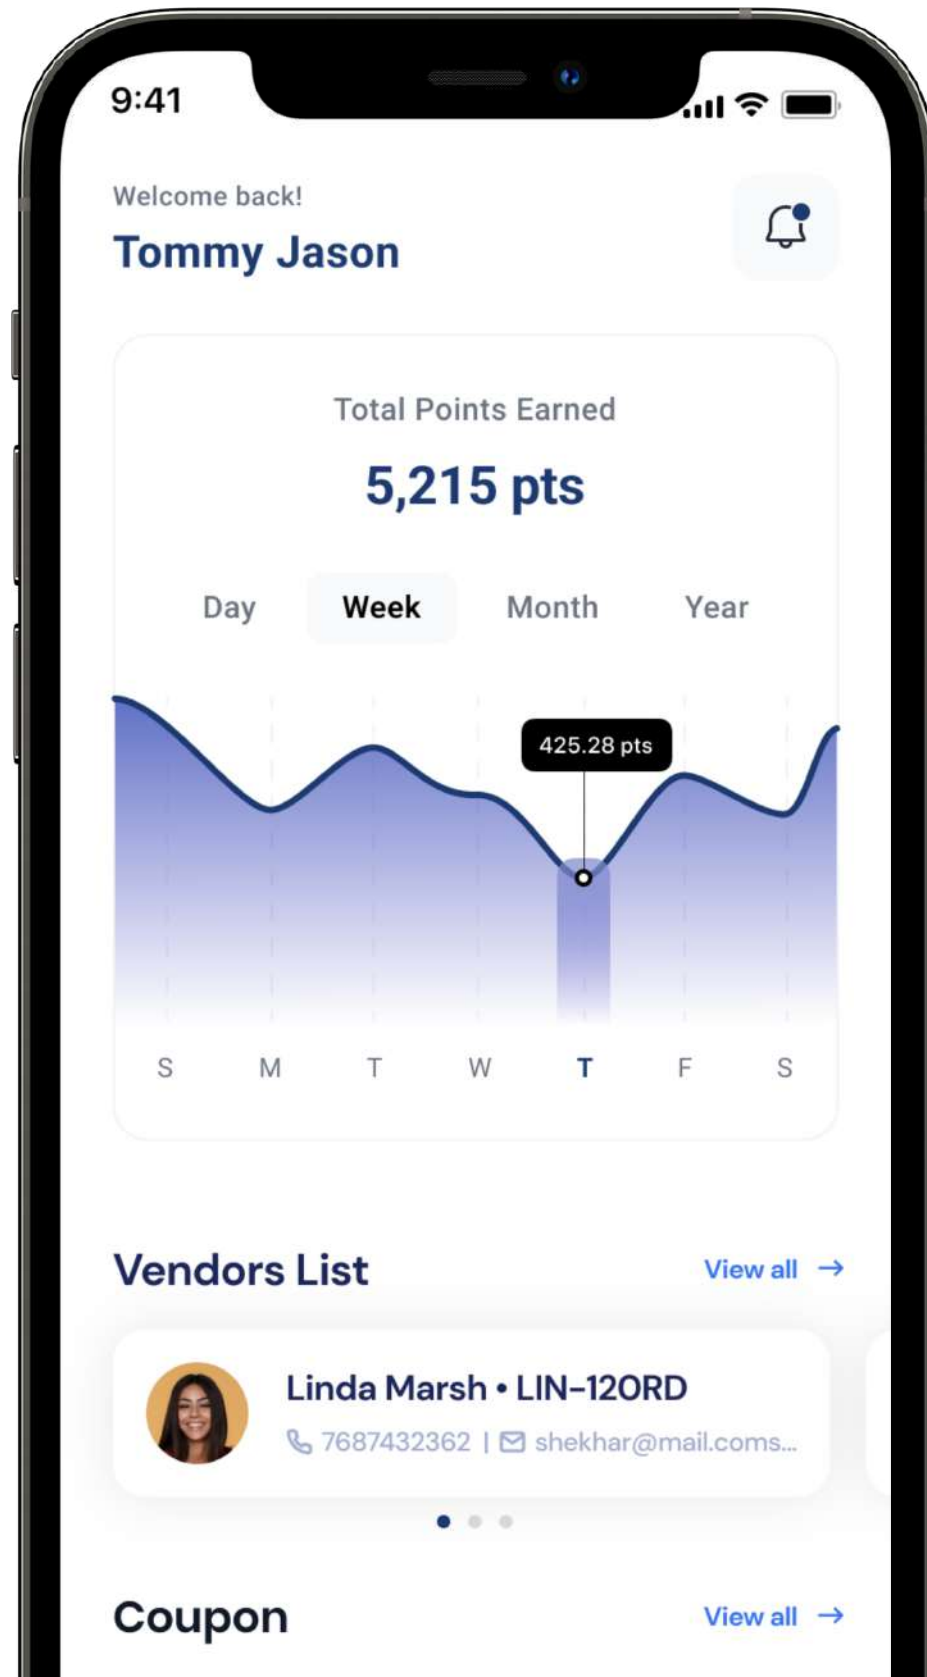 9:41
Welcome back!
Tommy Jason
Total Points Earned
5,215 pts
Day Week Month Year
425.28 pts
S M T W T F S
Vendors List View all →
Linda Marsh • LIN-120RD
7687432362 | shekhar@mail.coms...
Coupon View all →